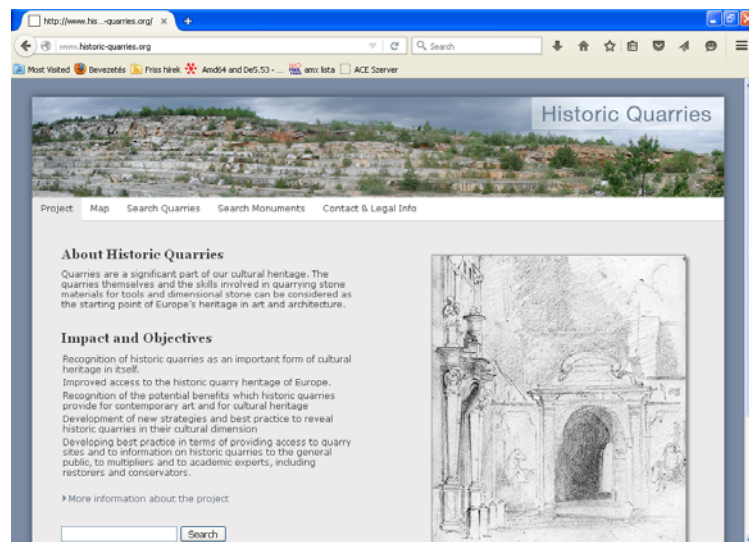 http://www.his...-quarries.org/
www.historic-quarries.org
Search
Most Visited Bevezetés Friss hírek Amd64 and De5.53 - ... amx lista ACE Szerver
Historic Quarries
Project Map Search Quarries Search Monuments Contact & Legal Info
About Historic Quarries
Quarries are a significant part of our cultural heritage. The
quarries themselves and the skills involved in quarrying stone
materials for tools and dimensional stone can be considered as
the starting point of Europe's heritage in art and architecture.
Impact and Objectives
Recognition of historic quarries as an important form of cultural
heritage in itself.
Improved access to the historic quarry heritage of Europe.
Recognition of the potential benefits which historic quarries
provide for contemporary art and for cultural heritage
Development of new strategies and best practice to reveal
historic quarries in their cultural dimension
Developing best practice in terms of providing access to quarry
sites and to information on historic quarries to the general
public, to multipliers and to academic experts, including
restorers and conservators.
More information about the project
Search